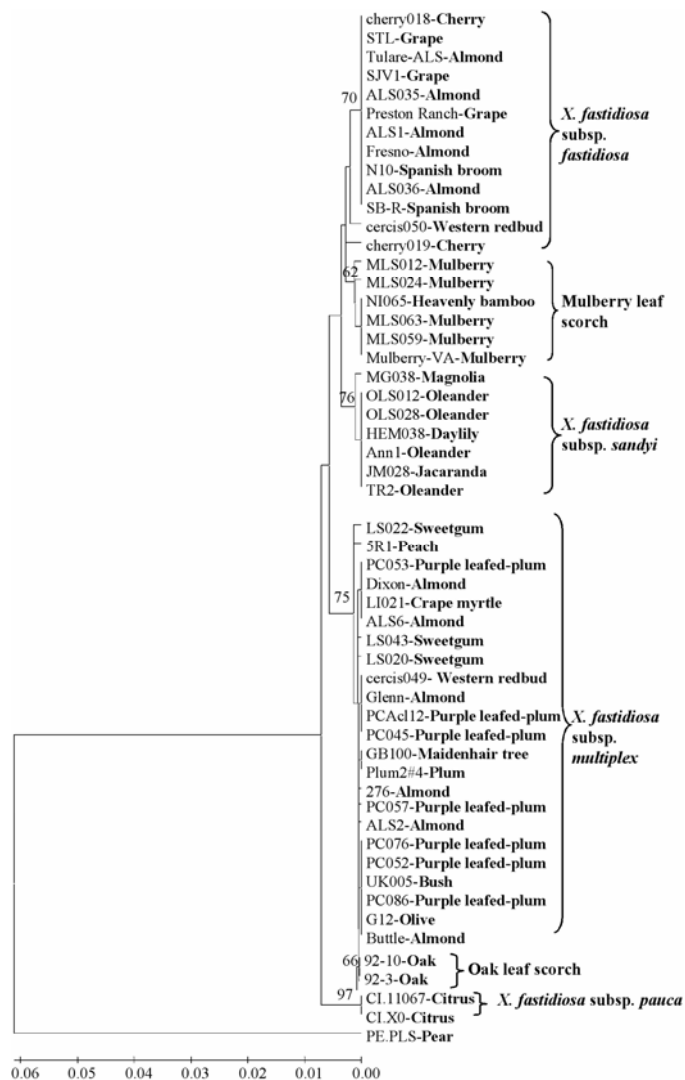 cherry018-Cherry
STL-Grape
Tulare-ALS-Almond
SJV1-Grape
70
ALS035-Almond
Preston Ranch-Grape
ALS1-Almond
Fresno-Almond
N10-Spanish broom
ALS036-Almond
SB-R-Spanish broom
cercis050-Western redbud
cherry019-Cherry
X. fastidiosa
subsp.
fastidiosa
MLS012-Mulberry
62
MLS024-Mulberry
NI065-Heavenly bamboo
MLS063-Mulberry
MLS059-Mulberry
Mulberry-VA-Mulberry
Mulberry leaf
scorch
MG038-Magnolia
76
OLS012-Oleander
OLS028-Oleander
HEM038-Daylily
Ann1-Oleander
JM028-Jacaranda
TR2-Oleander
X. fastidiosa
subsp. sandyi
LS022-Sweetgum
5R1-Peach
PC053-Purple leafed-plum
Dixon-Almond
75
LI021-Crape myrtle
ALS6-Almond
LS043-Sweetgum
LS020-Sweetgum
cercis049- Western redbud
Glenn-Almond
PCAcl12-Purple leafed-plum
PC045-Purple leafed-plum
GB100-Maidenhair tree
Plum2#4-Plum
276-Almond
PC057-Purple leafed-plum
ALS2-Almond
PC076-Purple leafed-plum
PC052-Purple leafed-plum
UK005-Bush
PC086-Purple leafed-plum
G12-Olive
Buttle-Almond
X. fastidiosa
subsp.
multiplex
66
92-10-Oak
92-3-Oak
Oak leaf scorch
97
CI.11067-Citrus
CI.X0-Citrus
X. fastidiosa subsp. pauca
PE.PLS-Pear
0.06 0.05 0.04 0.03 0.02 0.01 0.00